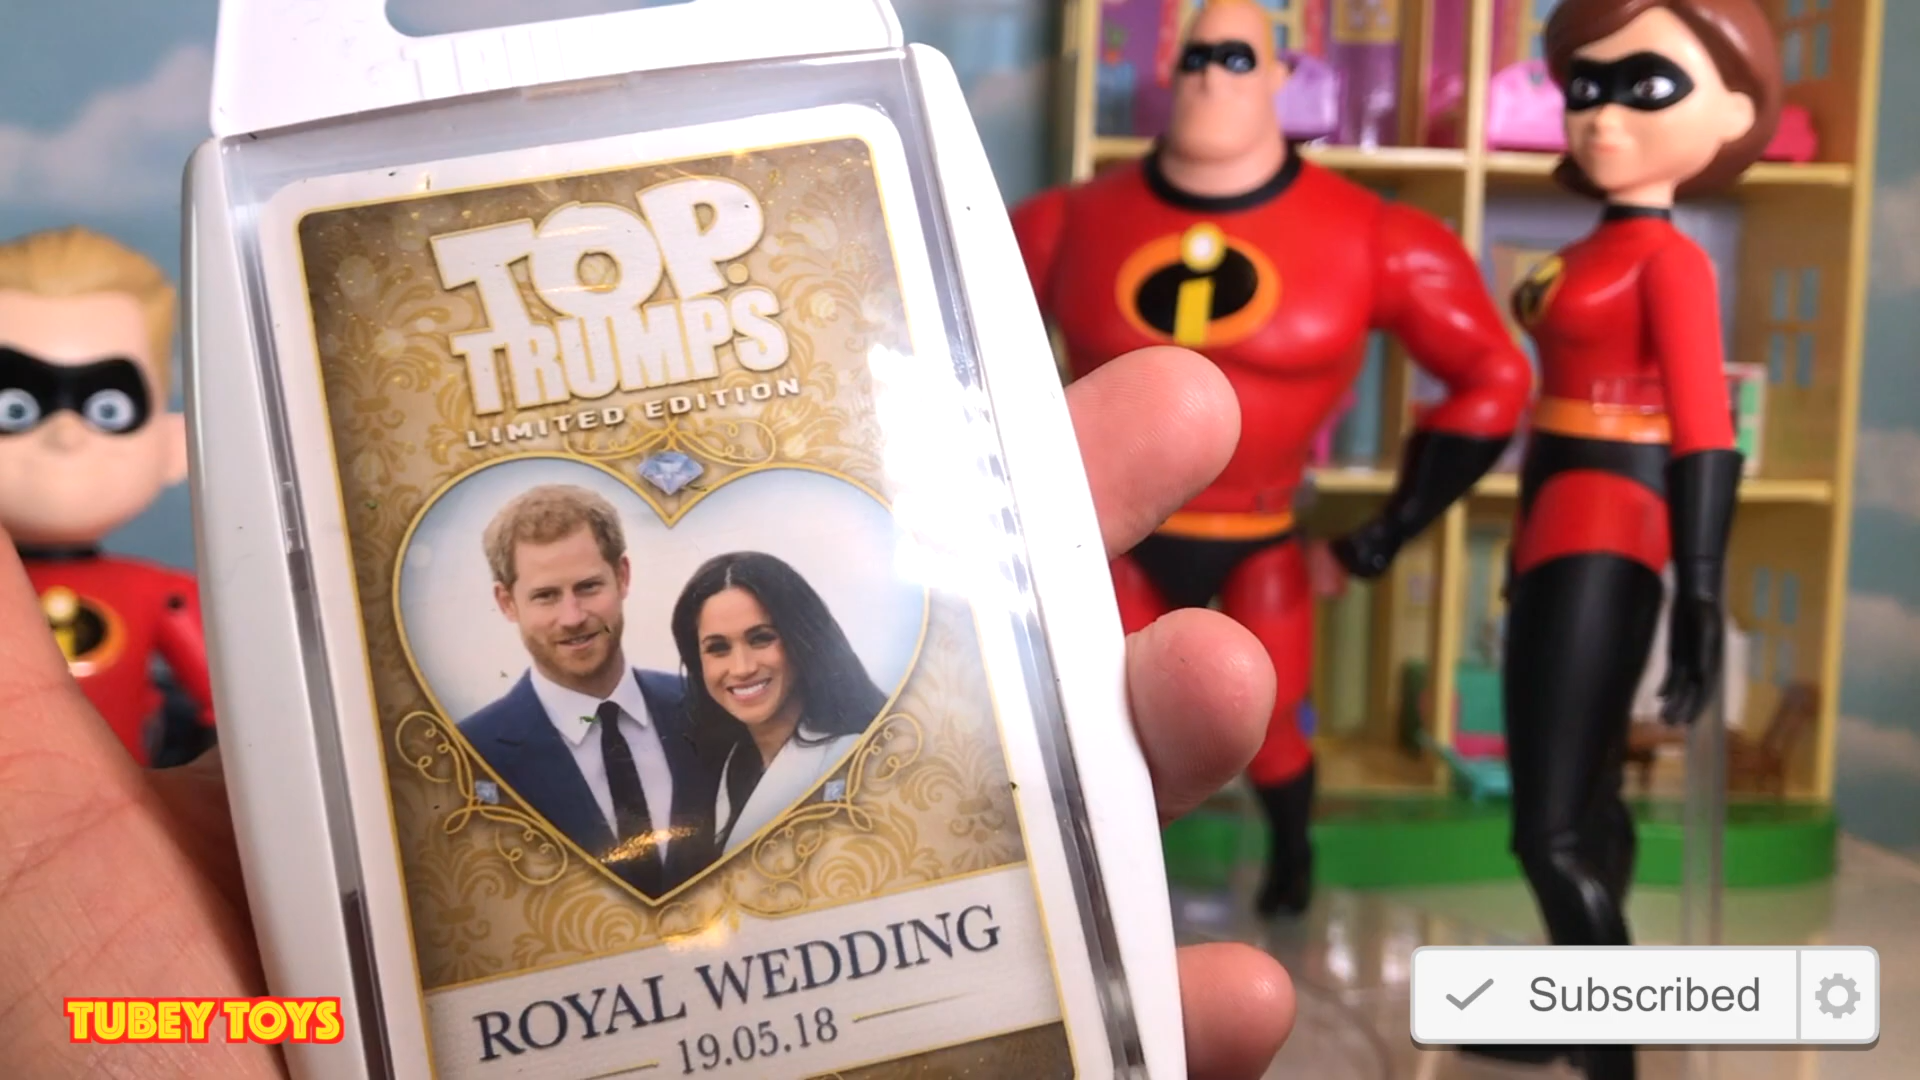 TOP
TRUMPS
LIMITED EDITION
ROYAL WEDDING
19.05.18
TUBEY TOYS
Subscribed